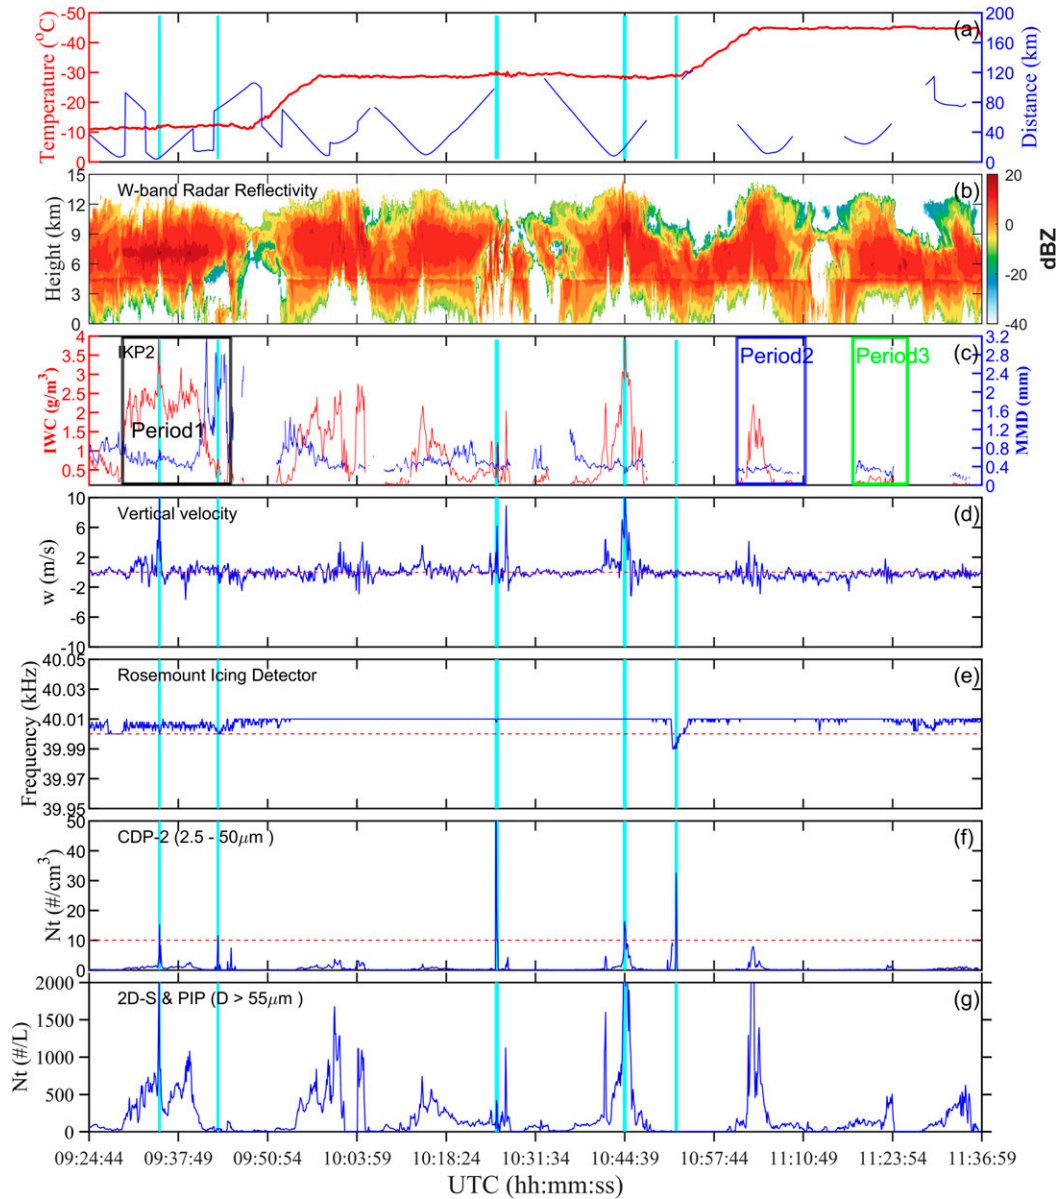 -50
-40
-30
-20
-10
0
Temperature (°C)
(a)
200
160
120
80
40
0
Distance (km)
15
12
9
6
3
0
Height (km)
W-band Radar Reflectivity
(b)
20
0
-20
-40
dBZ
4
3.5
3
2.5
2
1.5
1
0.5
IWC (g/m³)
IKP2
Period1
Period2
Period3
(c)
3.2
2.8
2.4
2.0
1.6
1.2
0.8
0.4
0
MMD (mm)
10
6
2
-2
-6
-10
w (m/s)
Vertical velocity
(d)
40.05
40.03
40.01
39.99
39.97
39.95
Frequency (kHz)
Rosemount Icing Detector
(e)
50
40
30
20
10
0
Nt (#/cm³)
CDP-2 (2.5 - 50μm )
(f)
2000
1500
1000
500
0
Nt (#/L)
2D-S & PIP (D > 55μm )
(g)
09:24:44 09:37:49 09:50:54 10:03:59 10:18:24 10:31:34 10:44:39 10:57:44 11:10:49 11:23:54 11:36:59
UTC (hh:mm:ss)